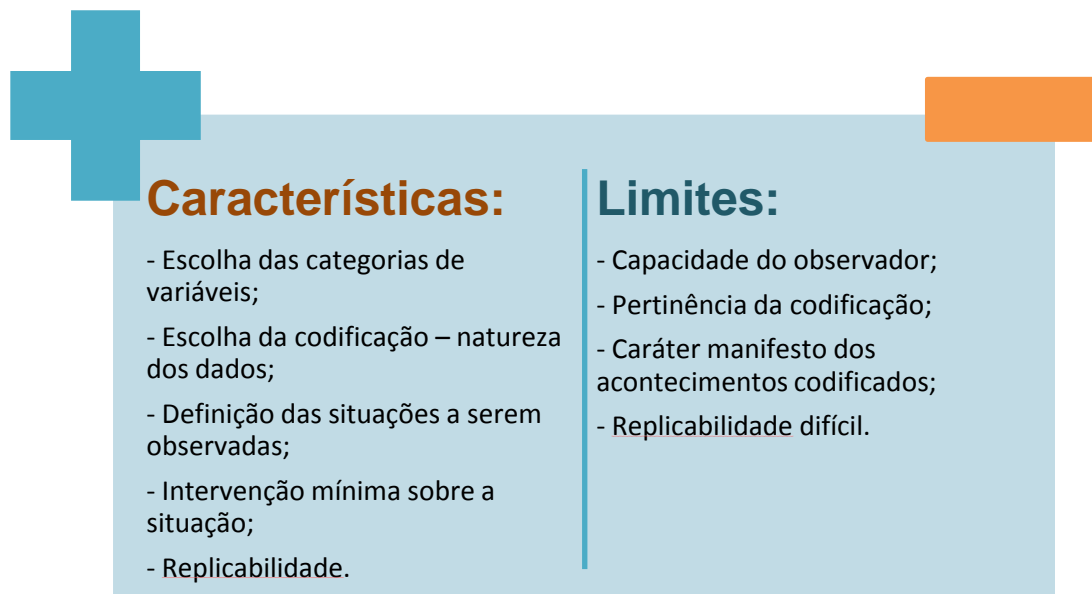 Características:
- Escolha das categorias de
variáveis;
- Escolha da codificação – natureza
dos dados;
- Definição das situações a serem
observadas;
- Intervenção mínima sobre a
situação;
- Replicabilidade.
Limites:
- Capacidade do observador;
- Pertinência da codificação;
- Caráter manifesto dos
acontecimentos codificados;
- Replicabilidade difícil.